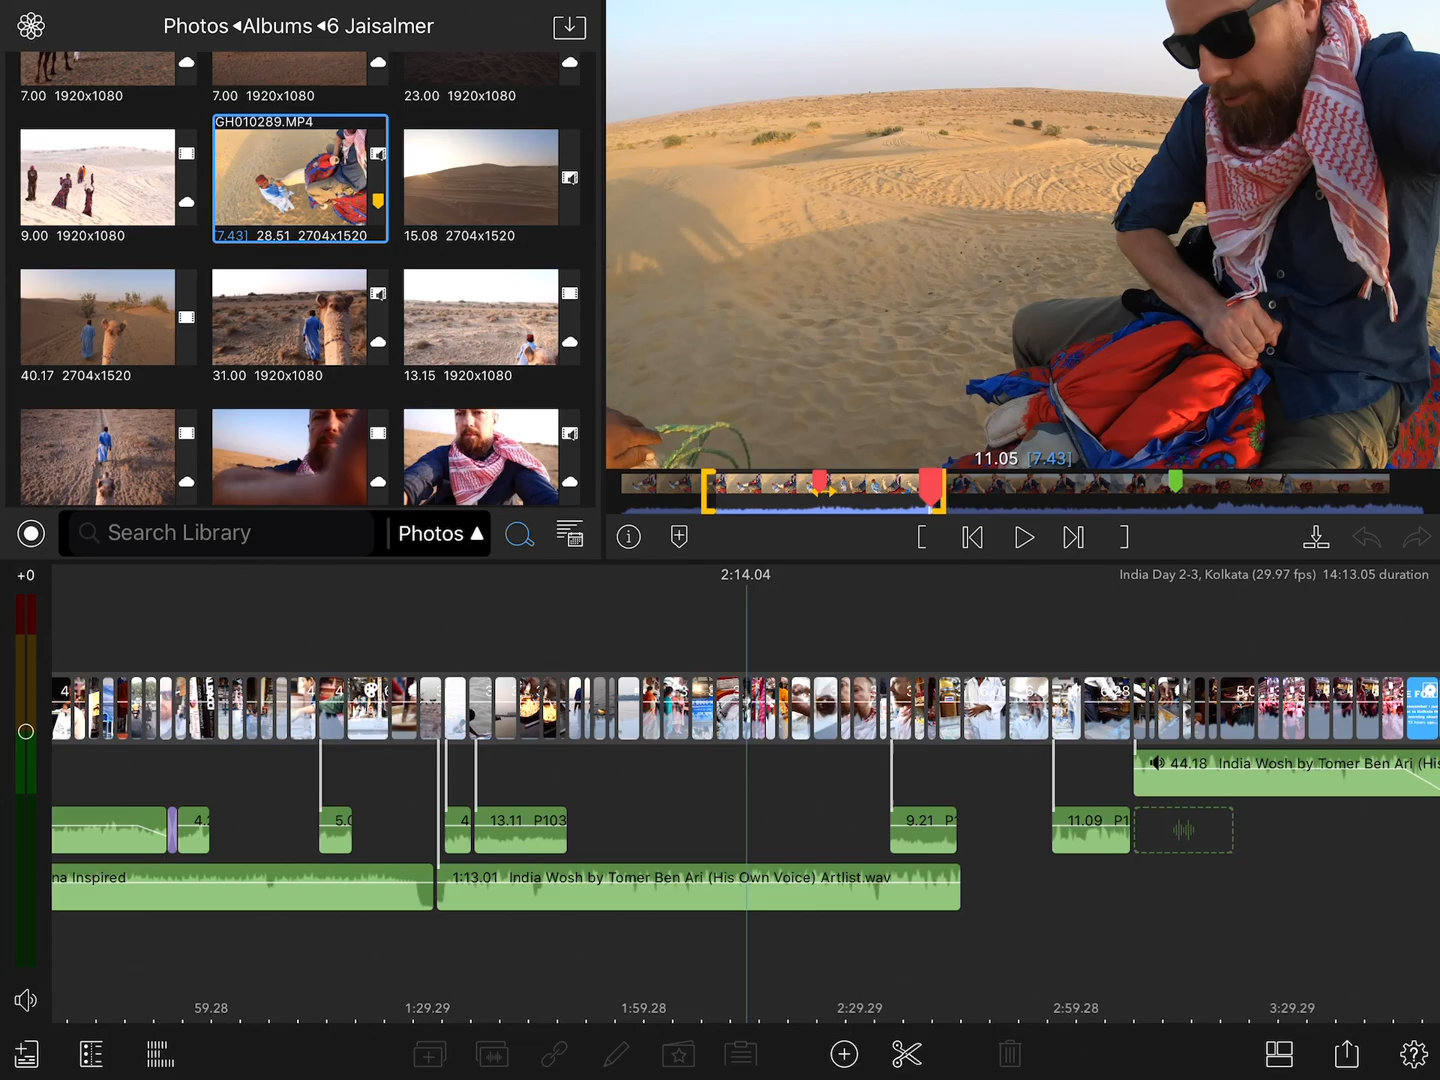 Photos ◀Albums ◀6 Jaisalmer
7.00 1920x1080
7.00 1920x1080
23.00 1920x1080
GH010289.MP4
9.00 1920x1080
[7.43] 28.51 2704x1520
15.08 2704x1520
40.17 2704x1520
31.00 1920x1080
13.15 1920x1080
11.05 [7.43]
Search Library
Photos ▲
+0
2:14.04
India Day 2-3, Kolkata (29.97 fps) 14:13.05 duration
44.18 India Wosh by Tomer Ben Ari (His
5.0
4
13.11 P103
9.21 P1
11.09 P1
na Inspired
1:13.01 India Wosh by Tomer Ben Ari (His Own Voice) Artlist.wav
59.28
1:29.29
1:59.28
2:29.29
2:59.28
3:29.29